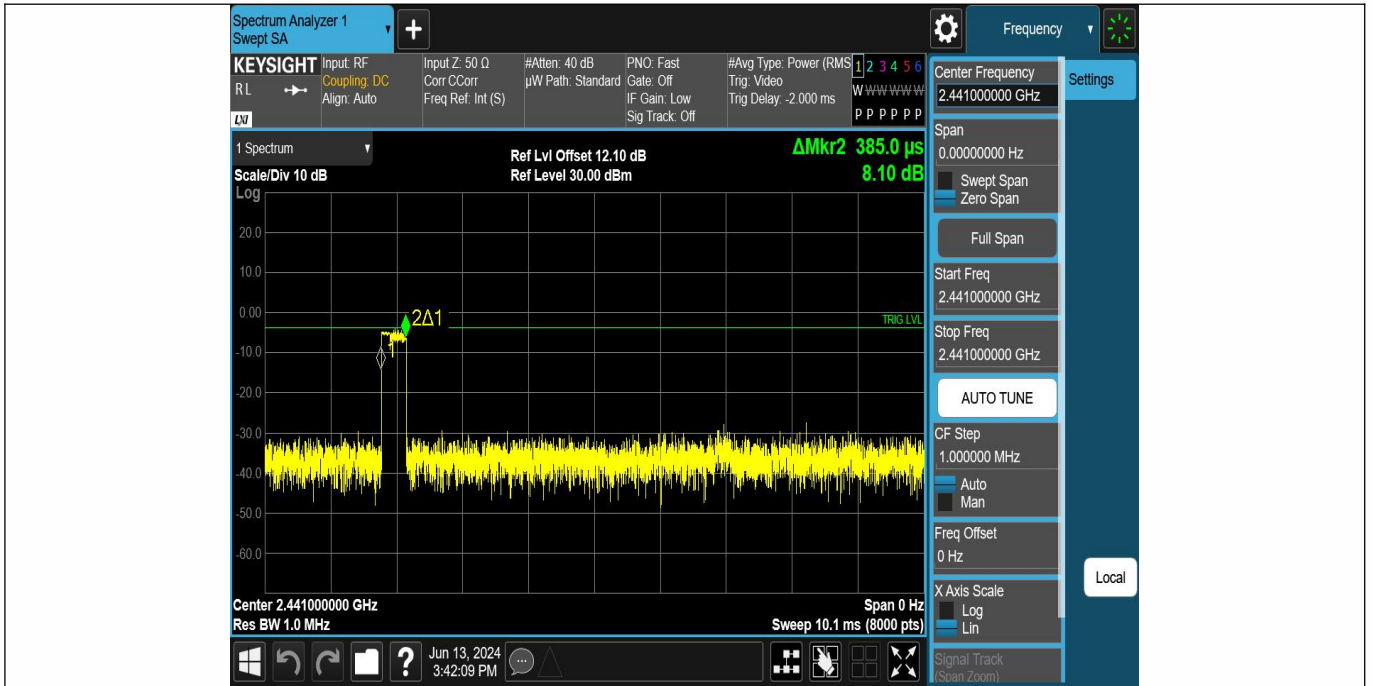 Spectrum Analyzer 1
Swept SA
+
Frequency
KEYSIGHT
RL
LXI
Input: RF
Coupling: DC
Align: Auto
Input Z: 50 Ω
Corr CCorr
Freq Ref: Int (S)
#Atten: 40 dB
µW Path: Standard
PNO: Fast
Gate: Off
IF Gain: Low
Sig Track: Off
#Avg Type: Power (RMS
Trig: Video
Trig Delay: -2.000 ms
1 2 3 4 5 6
W W W W W W
P P P P P P
Center Frequency
2.441000000 GHz
Settings
1 Spectrum
Scale/Div 10 dB
Log
Ref Lvl Offset 12.10 dB
Ref Level 30.00 dBm
ΔMkr2 385.0 µs
8.10 dB
Span
0.00000000 Hz
Swept Span
Zero Span
Full Span
Start Freq
2.441000000 GHz
Stop Freq
2.441000000 GHz
AUTO TUNE
CF Step
1.000000 MHz
Auto
Man
Freq Offset
0 Hz
X Axis Scale
Log
Lin
Signal Track
(Span Zoom)
Local
20.0
10.0
0.00
-10.0
-20.0
-30.0
-40.0
-50.0
-60.0
2Δ1
TRIG LVL
Center 2.441000000 GHz
Res BW 1.0 MHz
Span 0 Hz
Sweep 10.1 ms (8000 pts)
?
Jun 13, 2024
3:42:09 PM